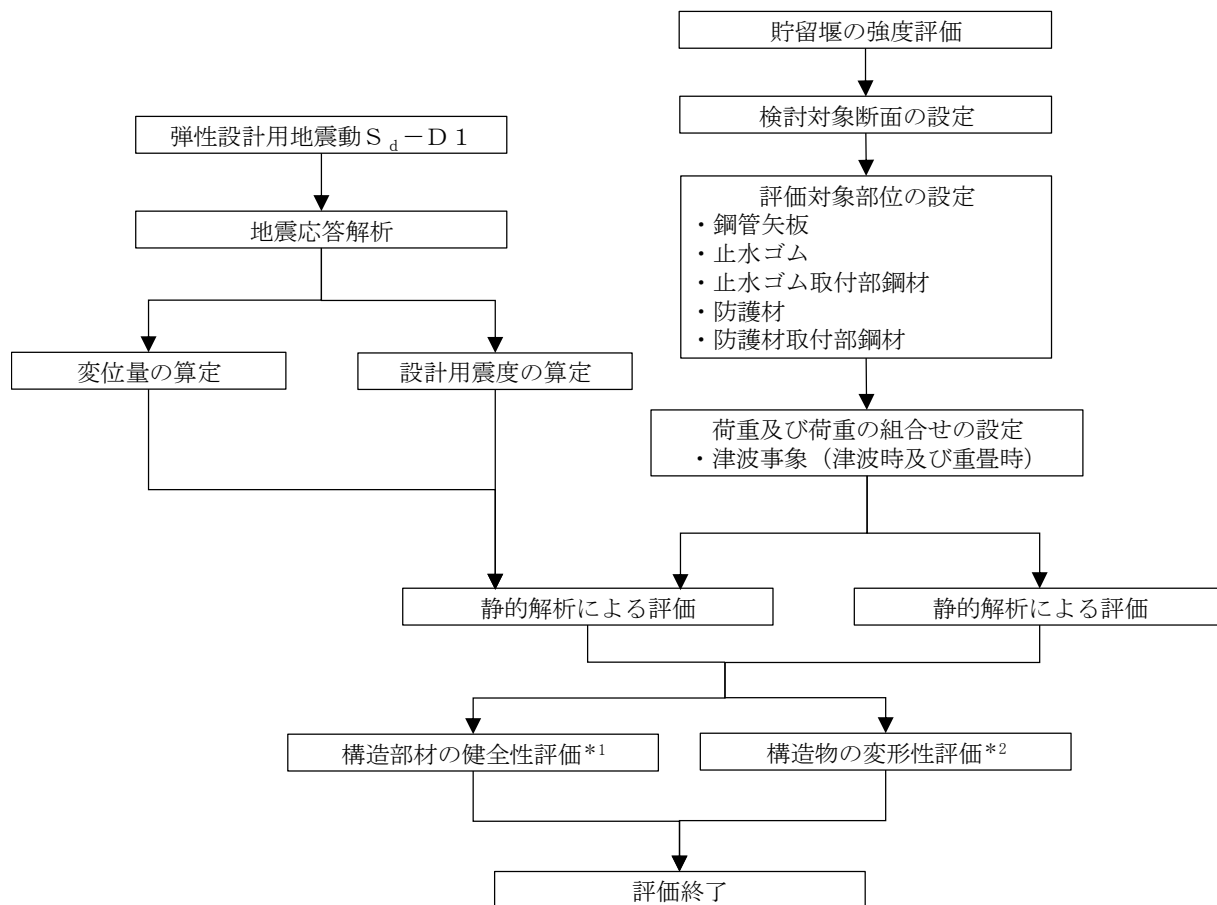 貯留堰の強度評価
検討対象断面の設定
弾性設計用地震動Ｓd－Ｄ１
評価対象部位の設定
・鋼管矢板
・止水ゴム
・止水ゴム取付部鋼材
・防護材
・防護材取付部鋼材
地震応答解析
変位量の算定
設計用震度の算定
荷重及び荷重の組合せの設定
・津波事象（津波時及び重畳時）
静的解析による評価
静的解析による評価
構造部材の健全性評価*1
構造物の変形性評価*2
評価終了